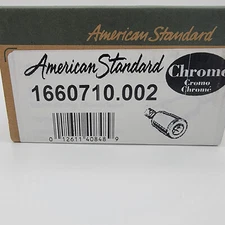 American Standard
American Standard
Chrome
Cromo
Chromé
1660710.002
0 12611 40848 9